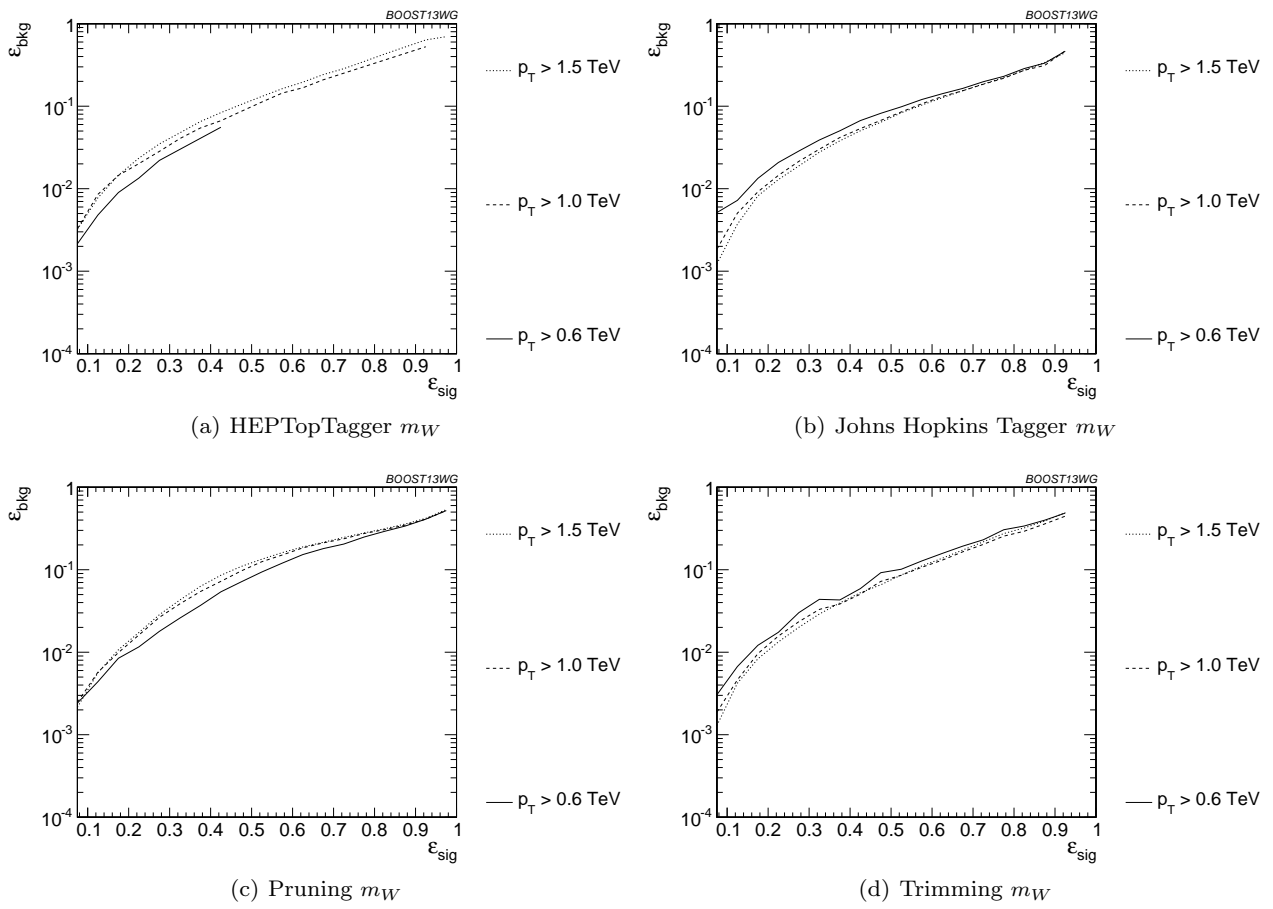 BOOST13WG
ε_bkg
1
10^-1
10^-2
10^-3
10^-4
0.1 0.2 0.3 0.4 0.5 0.6 0.7 0.8 0.9 1
ε_sig
p_T > 1.5 TeV
p_T > 1.0 TeV
p_T > 0.6 TeV
(a) HEPTopTagger m_W
BOOST13WG
ε_bkg
1
10^-1
10^-2
10^-3
10^-4
0.1 0.2 0.3 0.4 0.5 0.6 0.7 0.8 0.9 1
ε_sig
p_T > 1.5 TeV
p_T > 1.0 TeV
p_T > 0.6 TeV
(b) Johns Hopkins Tagger m_W
BOOST13WG
ε_bkg
1
10^-1
10^-2
10^-3
10^-4
0.1 0.2 0.3 0.4 0.5 0.6 0.7 0.8 0.9 1
ε_sig
p_T > 1.5 TeV
p_T > 1.0 TeV
p_T > 0.6 TeV
(c) Pruning m_W
BOOST13WG
ε_bkg
1
10^-1
10^-2
10^-3
10^-4
0.1 0.2 0.3 0.4 0.5 0.6 0.7 0.8 0.9 1
ε_sig
p_T > 1.5 TeV
p_T > 1.0 TeV
p_T > 0.6 TeV
(d) Trimming m_W